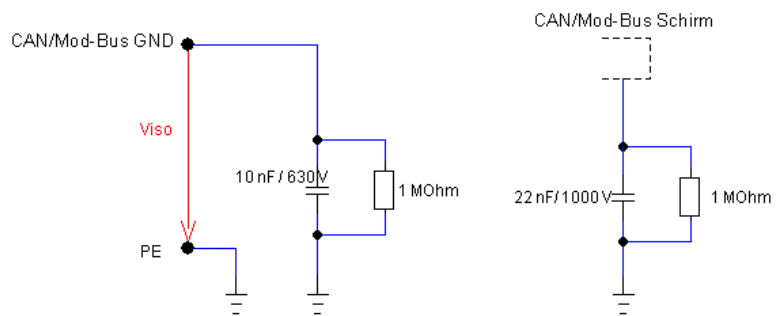 CAN/Mod-Bus GND
CAN/Mod-Bus Schirm
Viso
10 nF / 630 V
1 MOhm
22 nF/1000 V
1 MOhm
PE